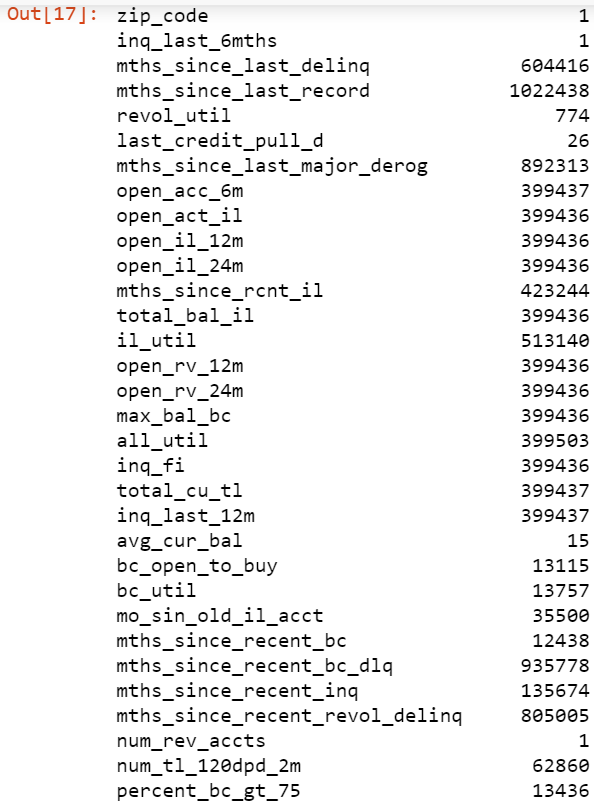 Out[17]: zip_code 1
inq_last_6mths 1
mths_since_last_delinq 604416
mths_since_last_record 1022438
revol_util 774
last_credit_pull_d 26
mths_since_last_major_derog 892313
open_acc_6m 399437
open_act_il 399436
open_il_12m 399436
open_il_24m 399436
mths_since_rcnt_il 423244
total_bal_il 399436
il_util 513140
open_rv_12m 399436
open_rv_24m 399436
max_bal_bc 399436
all_util 399503
inq_fi 399436
total_cu_tl 399437
inq_last_12m 399437
avg_cur_bal 15
bc_open_to_buy 13115
bc_util 13757
mo_sin_old_il_acct 35500
mths_since_recent_bc 12438
mths_since_recent_bc_dlq 935778
mths_since_recent_inq 135674
mths_since_recent_revol_delinq 805005
num_rev_accts 1
num_tl_120dpd_2m 62860
percent_bc_gt_75 13436